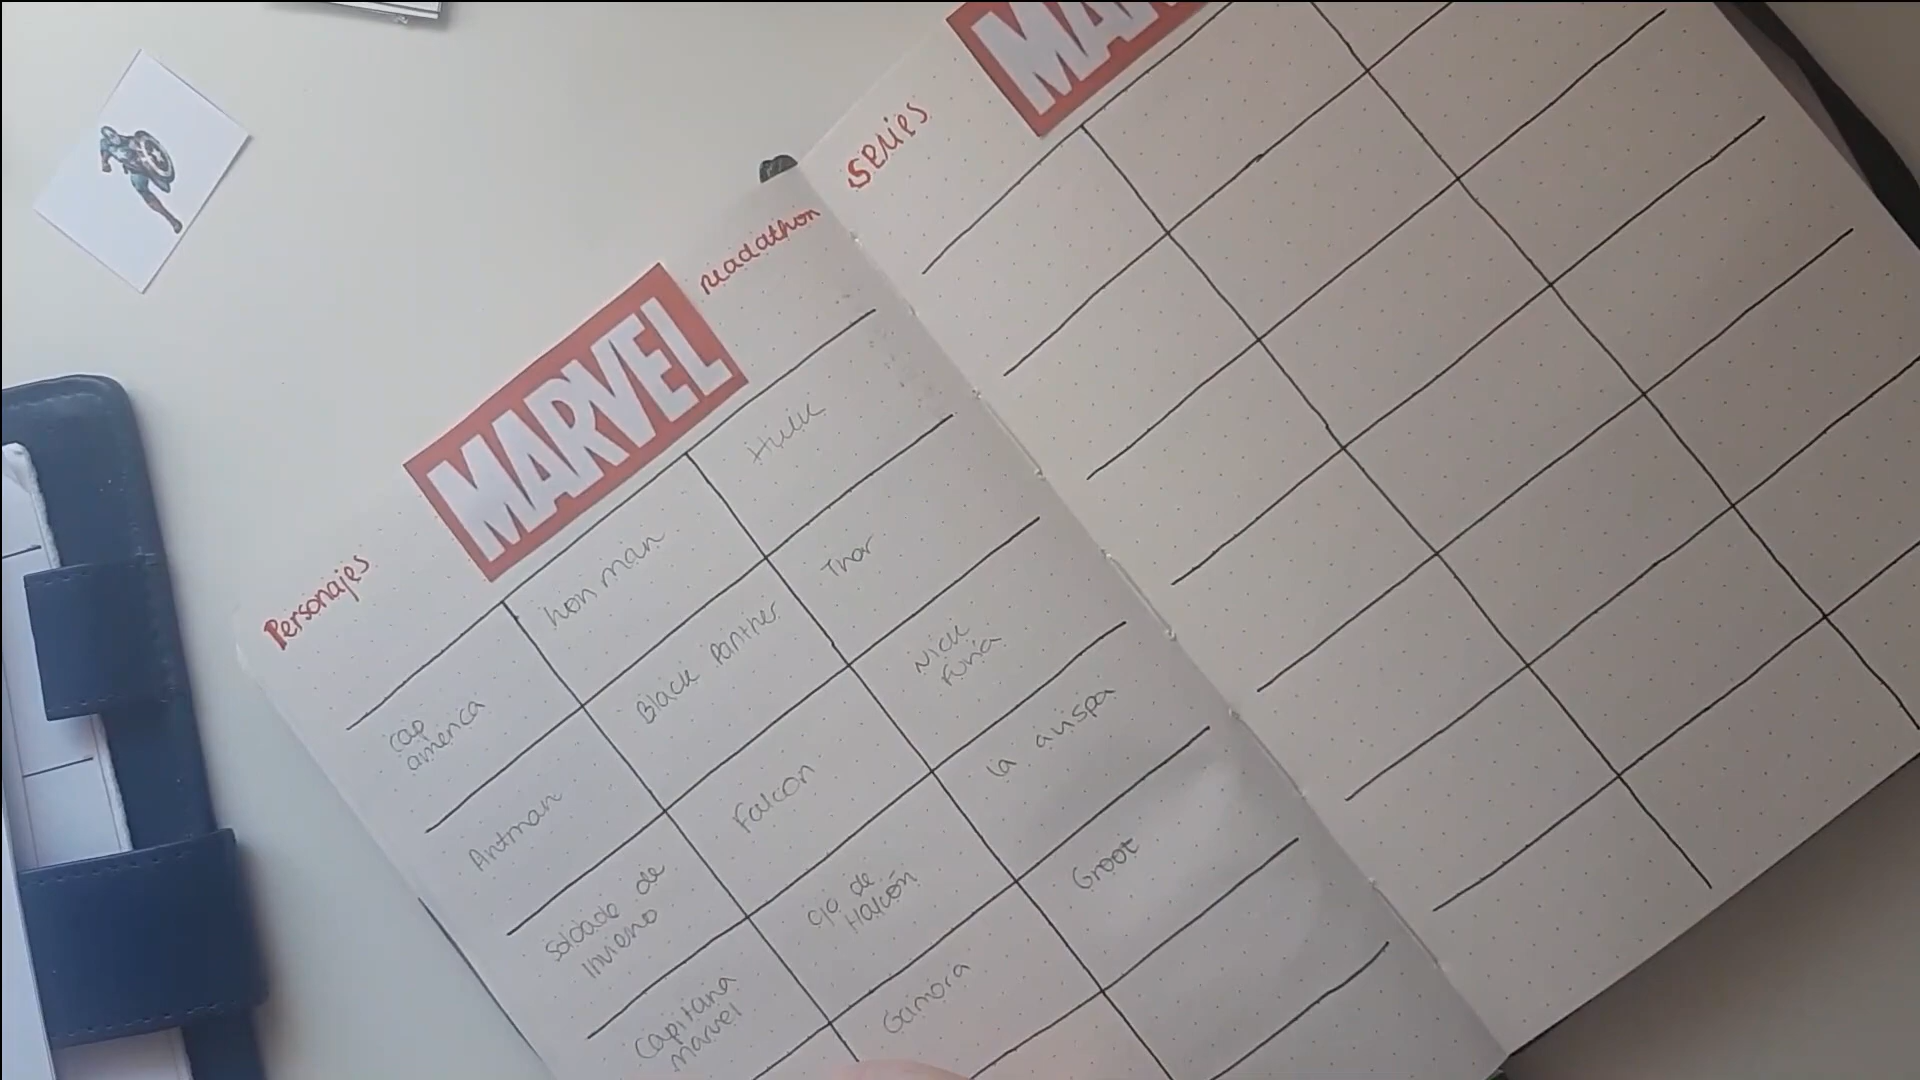 Personajes
MARVEL
readathon
Iron man
Hulk
Cap
america
Black Panther
Thor
Antman
Falcon
Nick
Furia
Soldado de
Invierno
Ojo de
Halcón
la avispa
Capitana
marvel
Gamora
Groot
series
MAR